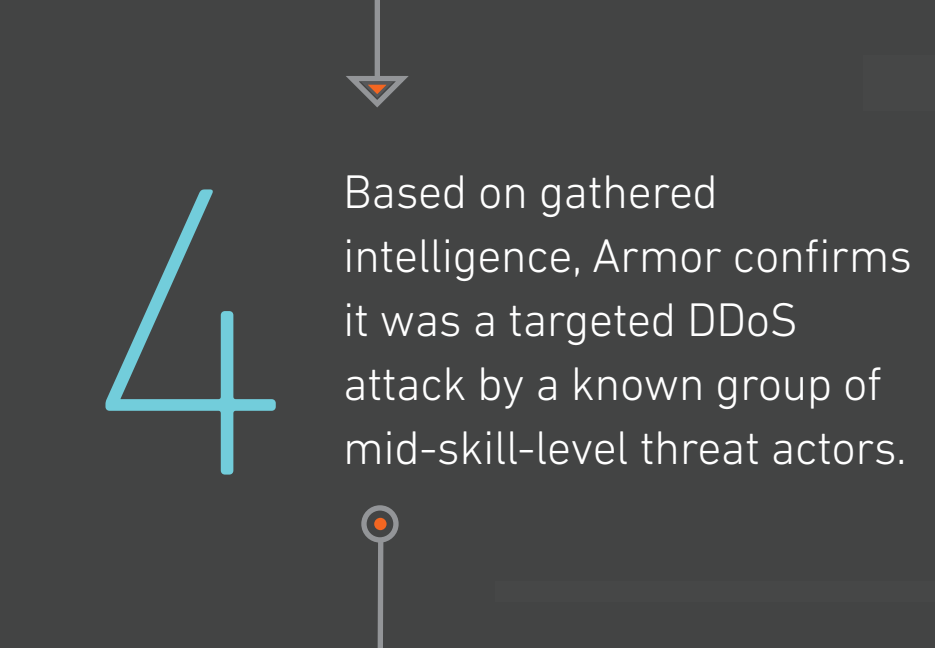 4
Based on gathered
intelligence, Armor confirms
it was a targeted DDoS
attack by a known group of
mid-skill-level threat actors.